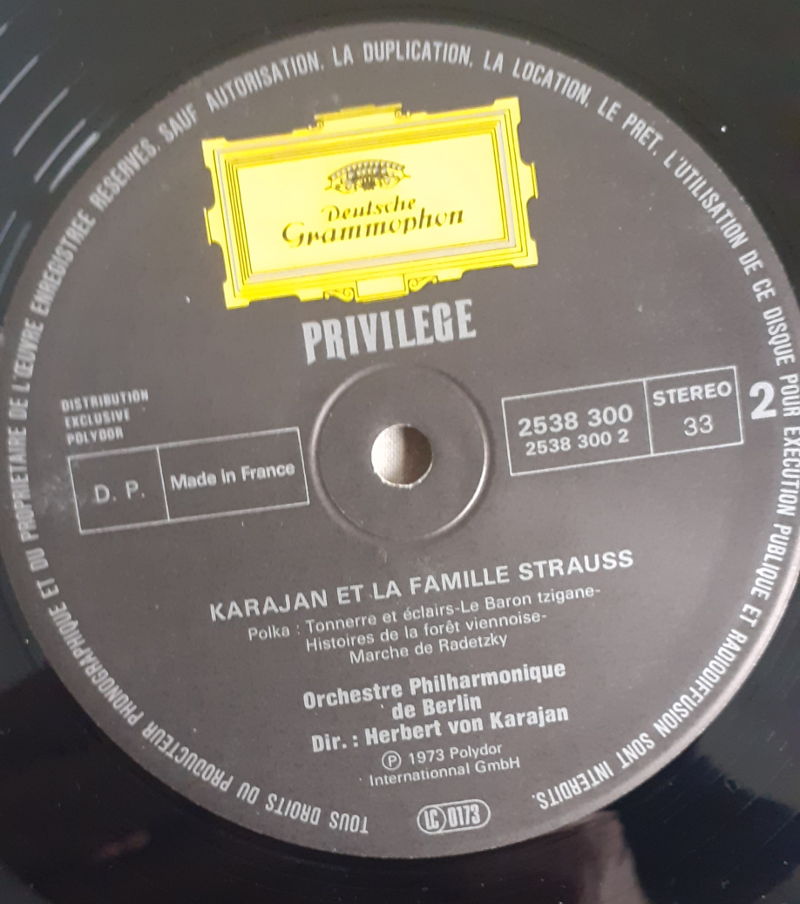 TOUS DROITS DU PRODUCTEUR PHONOGRAPHIQUE ET DU PROPRIETAIRE DE L'ŒUVRE ENREGISTREE RESERVES. SAUF AUTORISATION. LA DUPLICATION. LA LOCATION. LE PRET. L'UTILISATION DE CE DISQUE POUR EXECUTION PUBLIQUE ET RADIODIFFUSION SONT INTERDITS.
Deutsche
Grammophon
PRIVILEGE
DISTRIBUTION
EXCLUSIVE
POLYDOR
D. P.
Made in France
2538 300
2538 300 2
STEREO
33
2
KARAJAN ET LA FAMILLE STRAUSS
Polka : Tonnerre et éclairs-Le Baron tzigane-
Histoires de la forêt viennoise-
Marche de Radetzky
Orchestre Philharmonique
de Berlin
Dir. : Herbert von Karajan
℗ 1973 Polydor
Internationnal GmbH
LC 0173